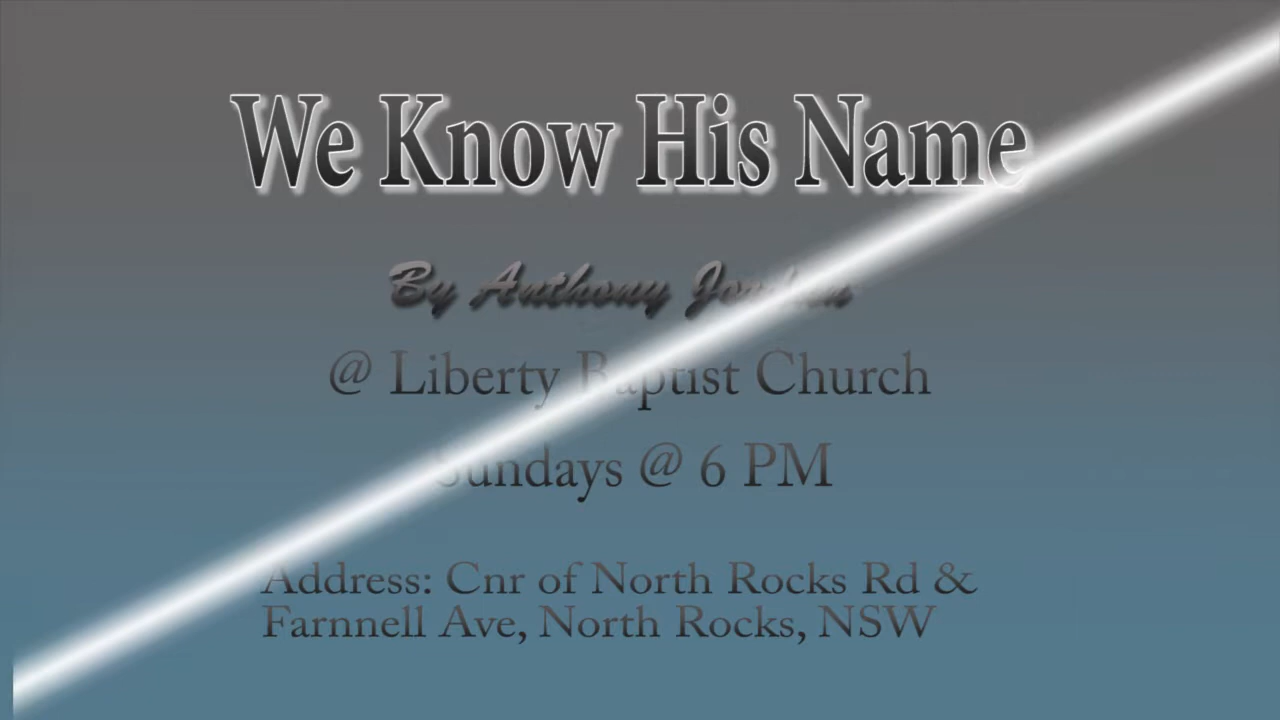 We Know His Name
By Anthony Jordan
@ Liberty Baptist Church
Sundays @ 6 PM
Address: Cnr of North Rocks Rd &
Farnnell Ave, North Rocks, NSW